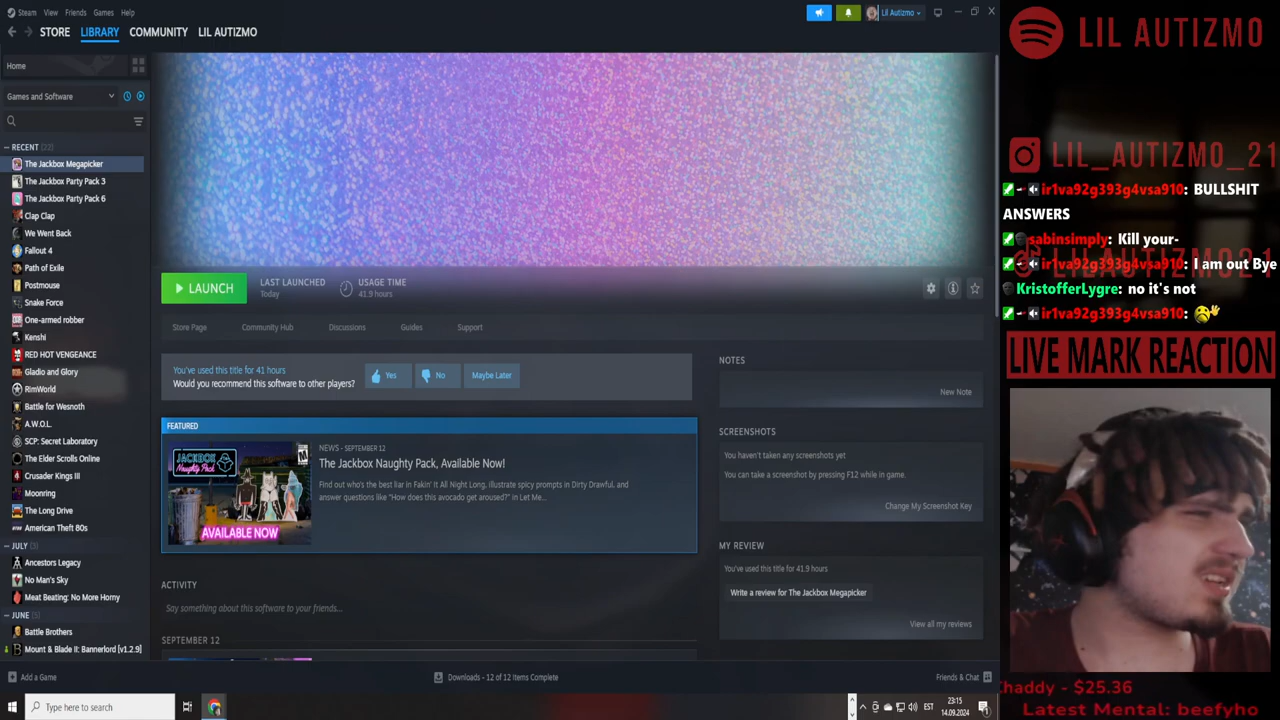 Steam View Friends Games Help
Lil Autizmo
STORE LIBRARY COMMUNITY LIL AUTIZMO
Home
Games and Software
RECENT (22)
The Jackbox Megapicker
The Jackbox Party Pack 3
The Jackbox Party Pack 6
Clap Clap
We Went Back
Fallout 4
Path of Exile
Postmouse
Snake Force
One-armed robber
Kenshi
RED HOT VENGEANCE
Gladio and Glory
RimWorld
Battle for Wesnoth
A.W.O.L.
SCP: Secret Laboratory
The Elder Scrolls Online
Crusader Kings III
Moonring
The Long Drive
American Theft 80s
JULY (3)
Ancestors Legacy
No Man's Sky
Meat Beating: No More Horny
JUNE (5)
Battle Brothers
Mount & Blade II: Bannerlord [v1.2.9]
Add a Game
LAUNCH
LAST LAUNCHED
Today
USAGE TIME
41.9 hours
Store Page Community Hub Discussions Guides Support
You've used this title for 41 hours
Would you recommend this software to other players?
Yes No Maybe Later
FEATURED
JACKBOX
Naughty Pack
AVAILABLE NOW
NEWS - SEPTEMBER 12
The Jackbox Naughty Pack, Available Now!
Find out who's the best liar in Fakin' It All Night Long, illustrate spicy prompts in Dirty Drawful, and
answer questions like "How does this avocado get aroused?" in Let Me...
ACTIVITY
Say something about this software to your friends...
SEPTEMBER 12
NOTES
New Note
SCREENSHOTS
You haven't taken any screenshots yet
You can take a screenshot by pressing F12 while in game.
Change My Screenshot Key
MY REVIEW
You've used this title for 41.9 hours
Write a review for The Jackbox Megapicker
View all my reviews
Downloads - 12 of 12 Items Complete
Friends & Chat
Type here to search
EST
23:15
14.09.2024
LIL AUTIZMO
LIL_AUTIZMO_21
ir1va92g393g4vsa910: BULLSHIT
ANSWERS
sabinsimply: Kill your-
LILAUTIZMO21
ir1va92g393g4vsa910: I am out Bye
KristofferLygre: no it's not
ir1va92g393g4vsa910:
LIVE MARK REACTION
Khaddy - $25.36
Latest Mental: beefyho